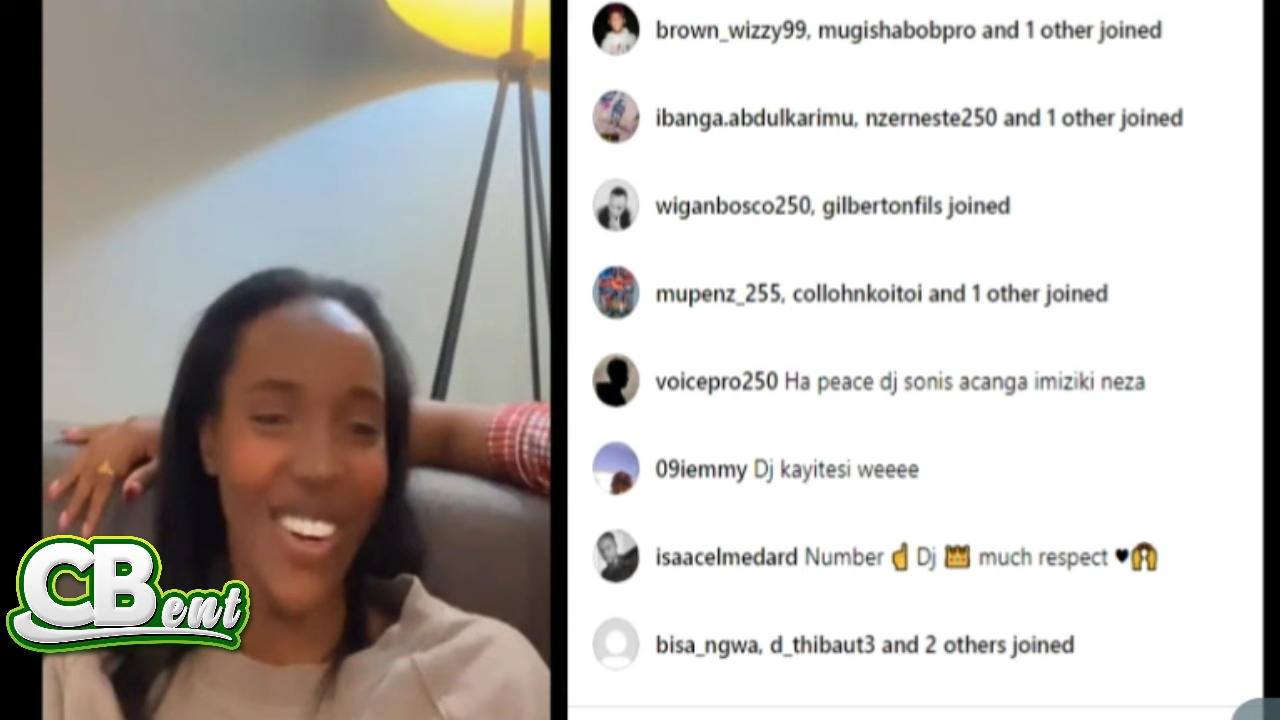 brown_wizzy99, mugishabobpro and 1 other joined
ibanga.abdulkarimu, nzerneste250 and 1 other joined
wiganbosco250, gilbertonfils joined
mupenz_255, collohnkoitoi and 1 other joined
voicepro250 Ha peace dj sonis acanga imiziki neza
09iemmy Dj kayitesi weeee
isaacelmedard Number ☝ Dj 👑 much respect ♥🙌
bisa_ngwa, d_thibaut3 and 2 others joined
CB ent